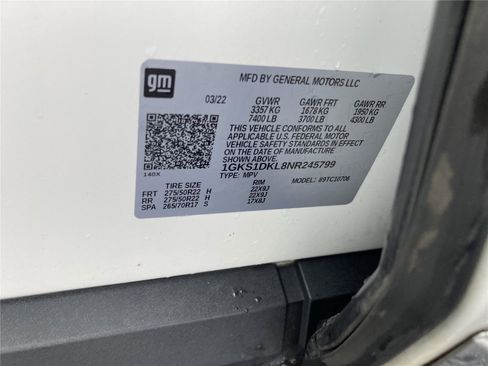 gm
MFD BY GENERAL MOTORS LLC
03/22 GVWR GAWR FRT GAWR RR
3357 KG 1678 KG 1950 KG
7400 LB 3700 LB 4300 LB
THIS VEHICLE CONFORMS TO ALL
APPLICABLE U.S. FEDERAL MOTOR
VEHICLE SAFETY STANDARDS IN EFFECT
ON THE DATE OF MANUFACTURE SHOWN ABOVE.
1GKS1DKL8NR245799
140X TYPE: MPV MODEL: 89TC10706
TIRE SIZE RIM
FRT 275/50R22 H 22X9J
RR 275/50R22 H 22X9J
SPA 265/70R17 S 17X8J